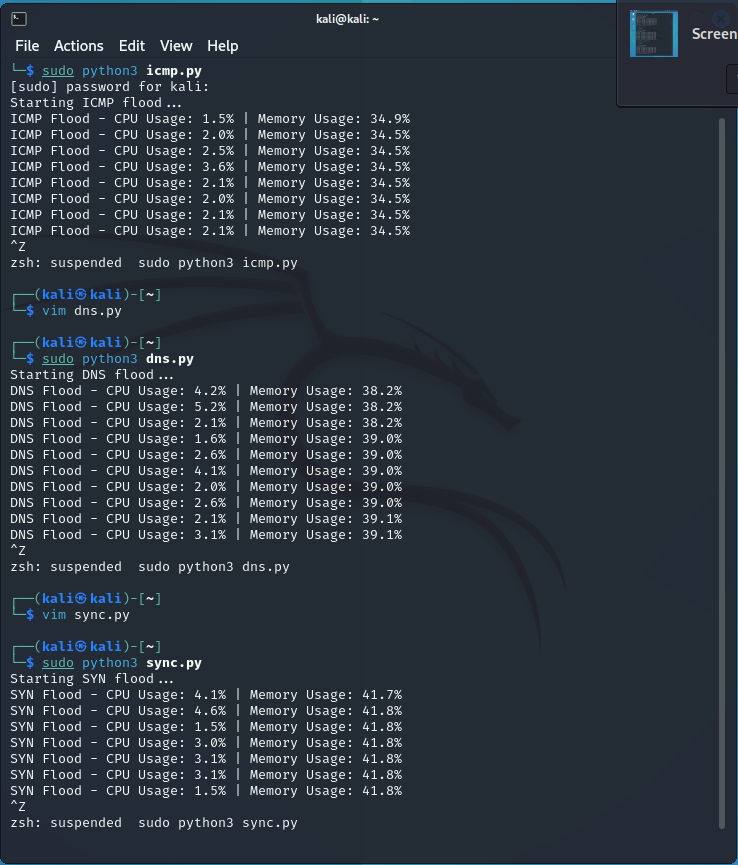 kali@kali: ~
File Actions Edit View Help
Screen
└─$ sudo python3 icmp.py
[sudo] password for kali:
Starting ICMP flood...
ICMP Flood - CPU Usage: 1.5% | Memory Usage: 34.9%
ICMP Flood - CPU Usage: 2.0% | Memory Usage: 34.5%
ICMP Flood - CPU Usage: 2.5% | Memory Usage: 34.5%
ICMP Flood - CPU Usage: 3.6% | Memory Usage: 34.5%
ICMP Flood - CPU Usage: 2.1% | Memory Usage: 34.5%
ICMP Flood - CPU Usage: 2.0% | Memory Usage: 34.5%
ICMP Flood - CPU Usage: 2.1% | Memory Usage: 34.5%
ICMP Flood - CPU Usage: 2.1% | Memory Usage: 34.5%
^Z
zsh: suspended  sudo python3 icmp.py
┌──(kali㉿kali)-[~]
└─$ vim dns.py
┌──(kali㉿kali)-[~]
└─$ sudo python3 dns.py
Starting DNS flood...
DNS Flood - CPU Usage: 4.2% | Memory Usage: 38.2%
DNS Flood - CPU Usage: 5.2% | Memory Usage: 38.2%
DNS Flood - CPU Usage: 2.1% | Memory Usage: 38.2%
DNS Flood - CPU Usage: 1.6% | Memory Usage: 39.0%
DNS Flood - CPU Usage: 2.6% | Memory Usage: 39.0%
DNS Flood - CPU Usage: 4.1% | Memory Usage: 39.0%
DNS Flood - CPU Usage: 2.0% | Memory Usage: 39.0%
DNS Flood - CPU Usage: 2.6% | Memory Usage: 39.0%
DNS Flood - CPU Usage: 2.1% | Memory Usage: 39.1%
DNS Flood - CPU Usage: 3.1% | Memory Usage: 39.1%
^Z
zsh: suspended  sudo python3 dns.py
┌──(kali㉿kali)-[~]
└─$ vim sync.py
┌──(kali㉿kali)-[~]
└─$ sudo python3 sync.py
Starting SYN flood...
SYN Flood - CPU Usage: 4.1% | Memory Usage: 41.7%
SYN Flood - CPU Usage: 4.6% | Memory Usage: 41.8%
SYN Flood - CPU Usage: 1.5% | Memory Usage: 41.8%
SYN Flood - CPU Usage: 3.0% | Memory Usage: 41.8%
SYN Flood - CPU Usage: 3.1% | Memory Usage: 41.8%
SYN Flood - CPU Usage: 3.1% | Memory Usage: 41.8%
SYN Flood - CPU Usage: 1.5% | Memory Usage: 41.8%
^Z
zsh: suspended  sudo python3 sync.py